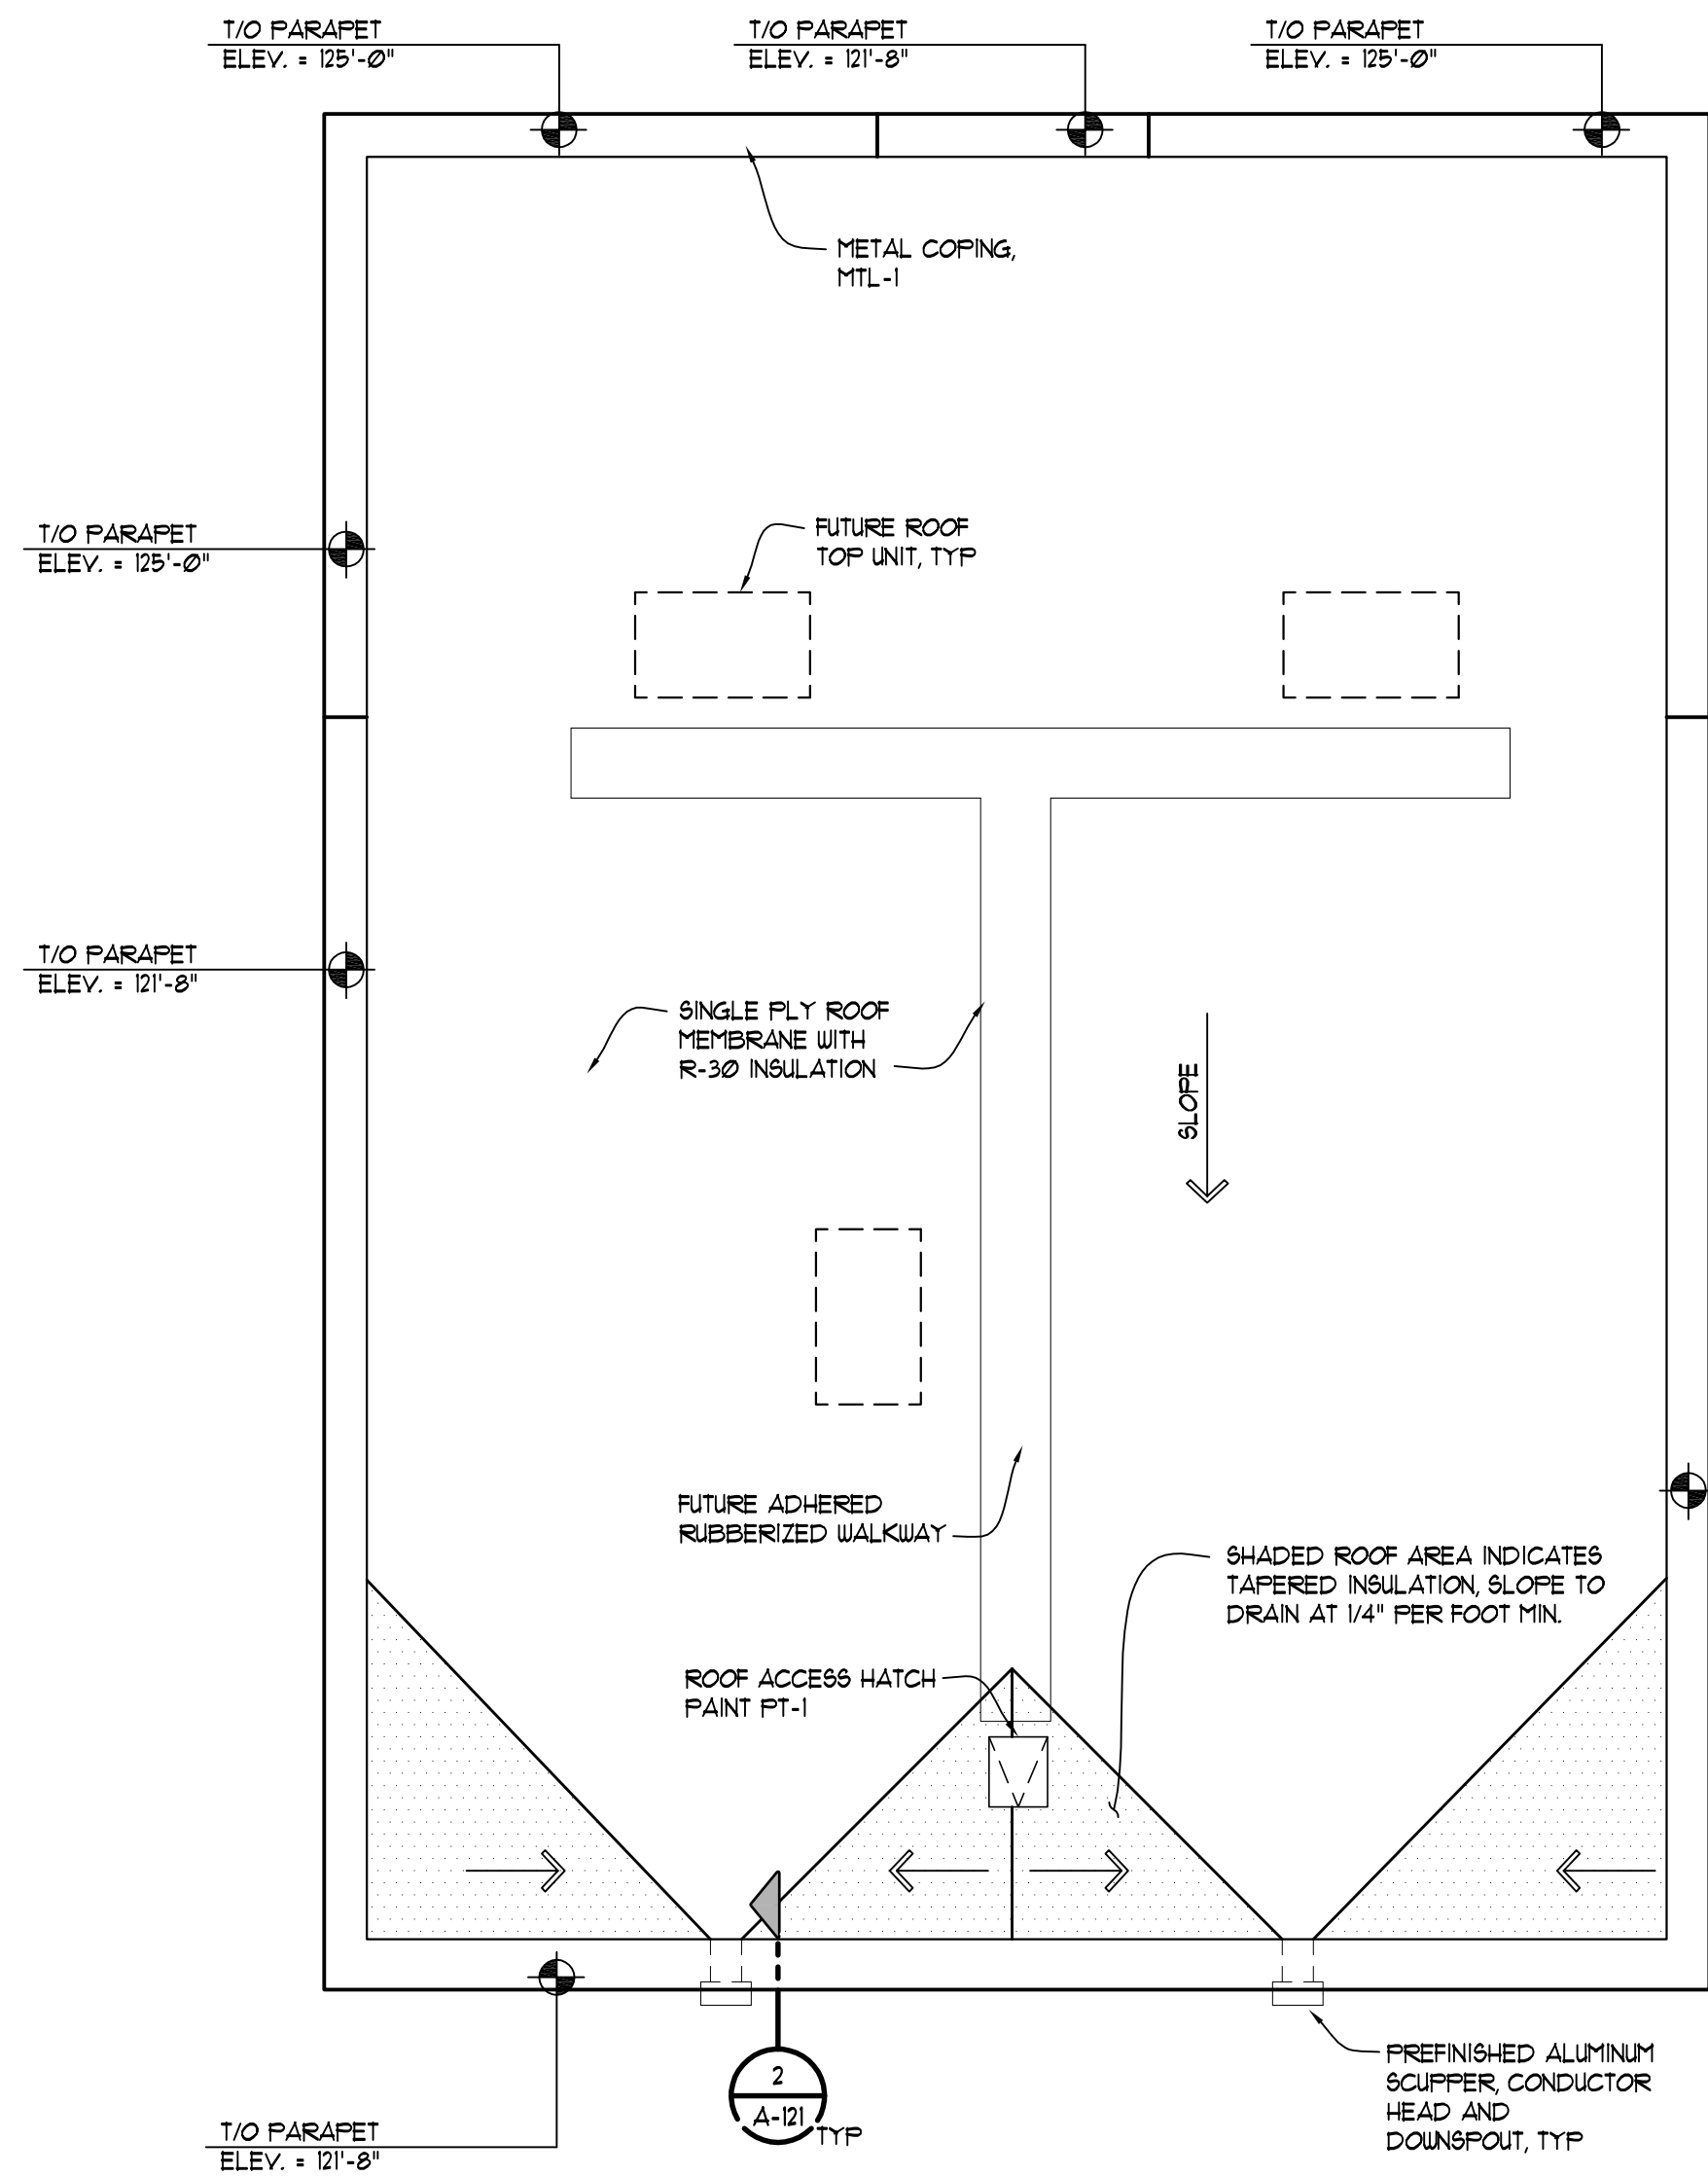 T/O PARAPET
ELEV. = 125'-0"
T/O PARAPET
ELEV. = 121'-8"
T/O PARAPET
ELEV. = 125'-0"
METAL COPING,
MTL-1
T/O PARAPET
ELEV. = 125'-0"
FUTURE ROOF
TOP UNIT, TYP
T/O PARAPET
ELEV. = 121'-8"
SINGLE PLY ROOF
MEMBRANE WITH
R-30 INSULATION
SLOPE
FUTURE ADHERED
RUBBERIZED WALKWAY
SHADED ROOF AREA INDICATES
TAPERED INSULATION, SLOPE TO
DRAIN AT 1/4" PER FOOT MIN.
ROOF ACCESS HATCH
PAINT PT-1
2
A-121
TYP
PREFINISHED ALUMINUM
SCUPPER, CONDUCTOR
HEAD AND
DOWNSPOUT, TYP
T/O PARAPET
ELEV. = 121'-8"